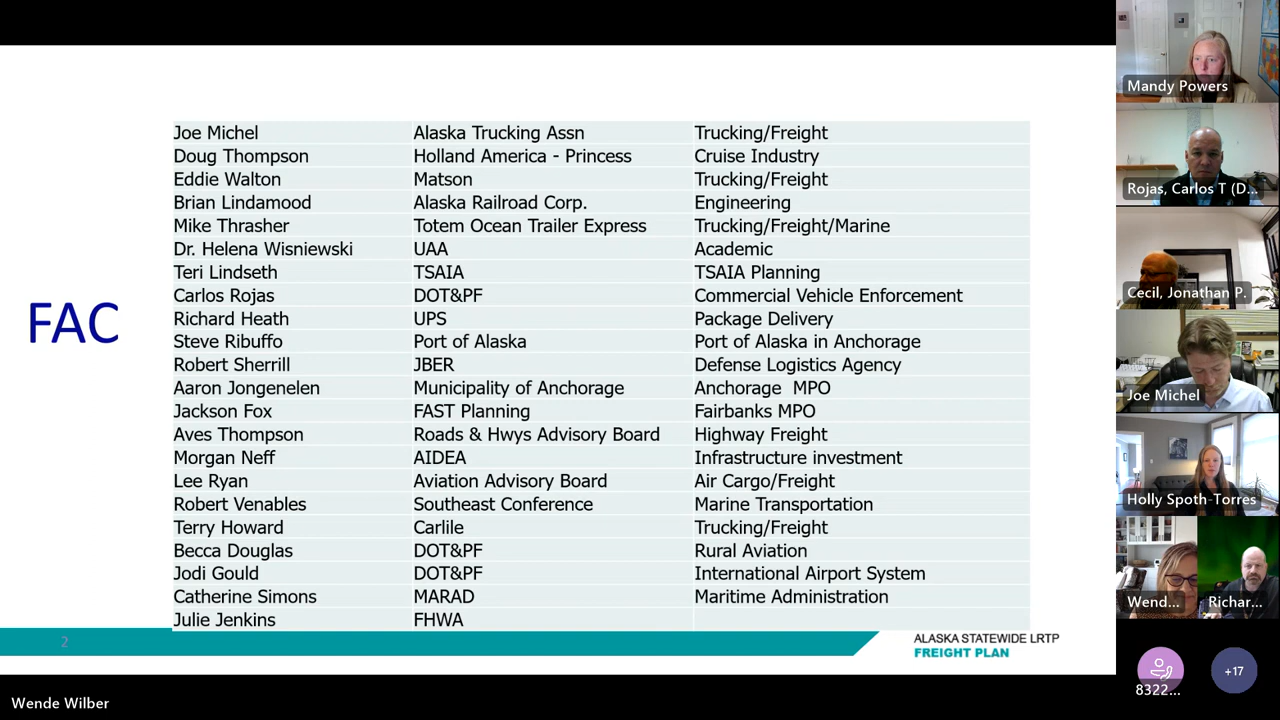 FAC
Joe Michel Alaska Trucking Assn Trucking/Freight
Doug Thompson Holland America - Princess Cruise Industry
Eddie Walton Matson Trucking/Freight
Brian Lindamood Alaska Railroad Corp. Engineering
Mike Thrasher Totem Ocean Trailer Express Trucking/Freight/Marine
Dr. Helena Wisniewski UAA Academic
Teri Lindseth TSAIA TSAIA Planning
Carlos Rojas DOT&PF Commercial Vehicle Enforcement
Richard Heath UPS Package Delivery
Steve Ribuffo Port of Alaska Port of Alaska in Anchorage
Robert Sherrill JBER Defense Logistics Agency
Aaron Jongenelen Municipality of Anchorage Anchorage MPO
Jackson Fox FAST Planning Fairbanks MPO
Aves Thompson Roads & Hwys Advisory Board Highway Freight
Morgan Neff AIDEA Infrastructure investment
Lee Ryan Aviation Advisory Board Air Cargo/Freight
Robert Venables Southeast Conference Marine Transportation
Terry Howard Carlile Trucking/Freight
Becca Douglas DOT&PF Rural Aviation
Jodi Gould DOT&PF International Airport System
Catherine Simons MARAD Maritime Administration
Julie Jenkins FHWA
2
ALASKA STATEWIDE LRTP
FREIGHT PLAN
Wende Wilber
Mandy Powers
Rojas, Carlos T (D...
Cecil, Jonathan P.
Joe Michel
Holly Spoth-Torres
Wend...
Richar...
8322...
+17